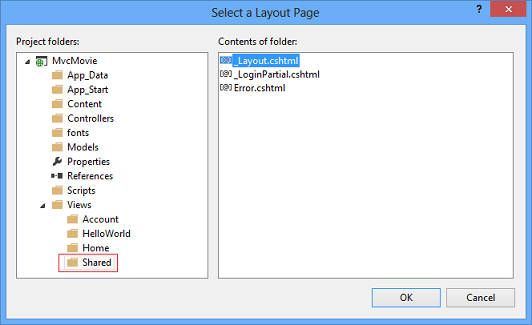 Select a Layout Page
?
Project folders:
MvcMovie
App_Data
App_Start
Content
Controllers
fonts
Models
Properties
References
Scripts
Views
Account
HelloWorld
Home
Shared
Contents of folder:
_Layout.cshtml
_LoginPartial.cshtml
Error.cshtml
OK
Cancel